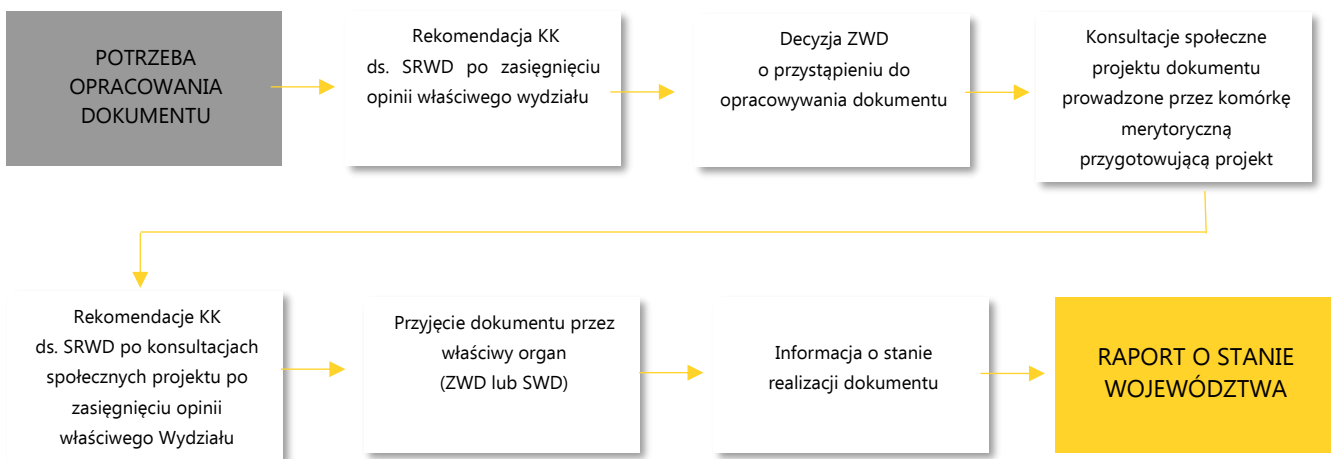 POTRZEBA
OPRACOWANIA
DOKUMENTU
Rekomendacja KK
ds. SRWD po zasięgnięciu
opinii właściwego wydziału
Decyzja ZWD
o przystąpieniu do
opracowywania dokumentu
Konsultacje społeczne
projektu dokumentu
prowadzone przez komórkę
merytoryczną
przygotowującą projekt
Rekomendacje KK
ds. SRWD po konsultacjach
społecznych projektu po
zasięgnięciu opinii
właściwego Wydziału
Przyjęcie dokumentu przez
właściwy organ
(ZWD lub SWD)
Informacja o stanie
realizacji dokumentu
RAPORT O STANIE
WOJEWÓDZTWA